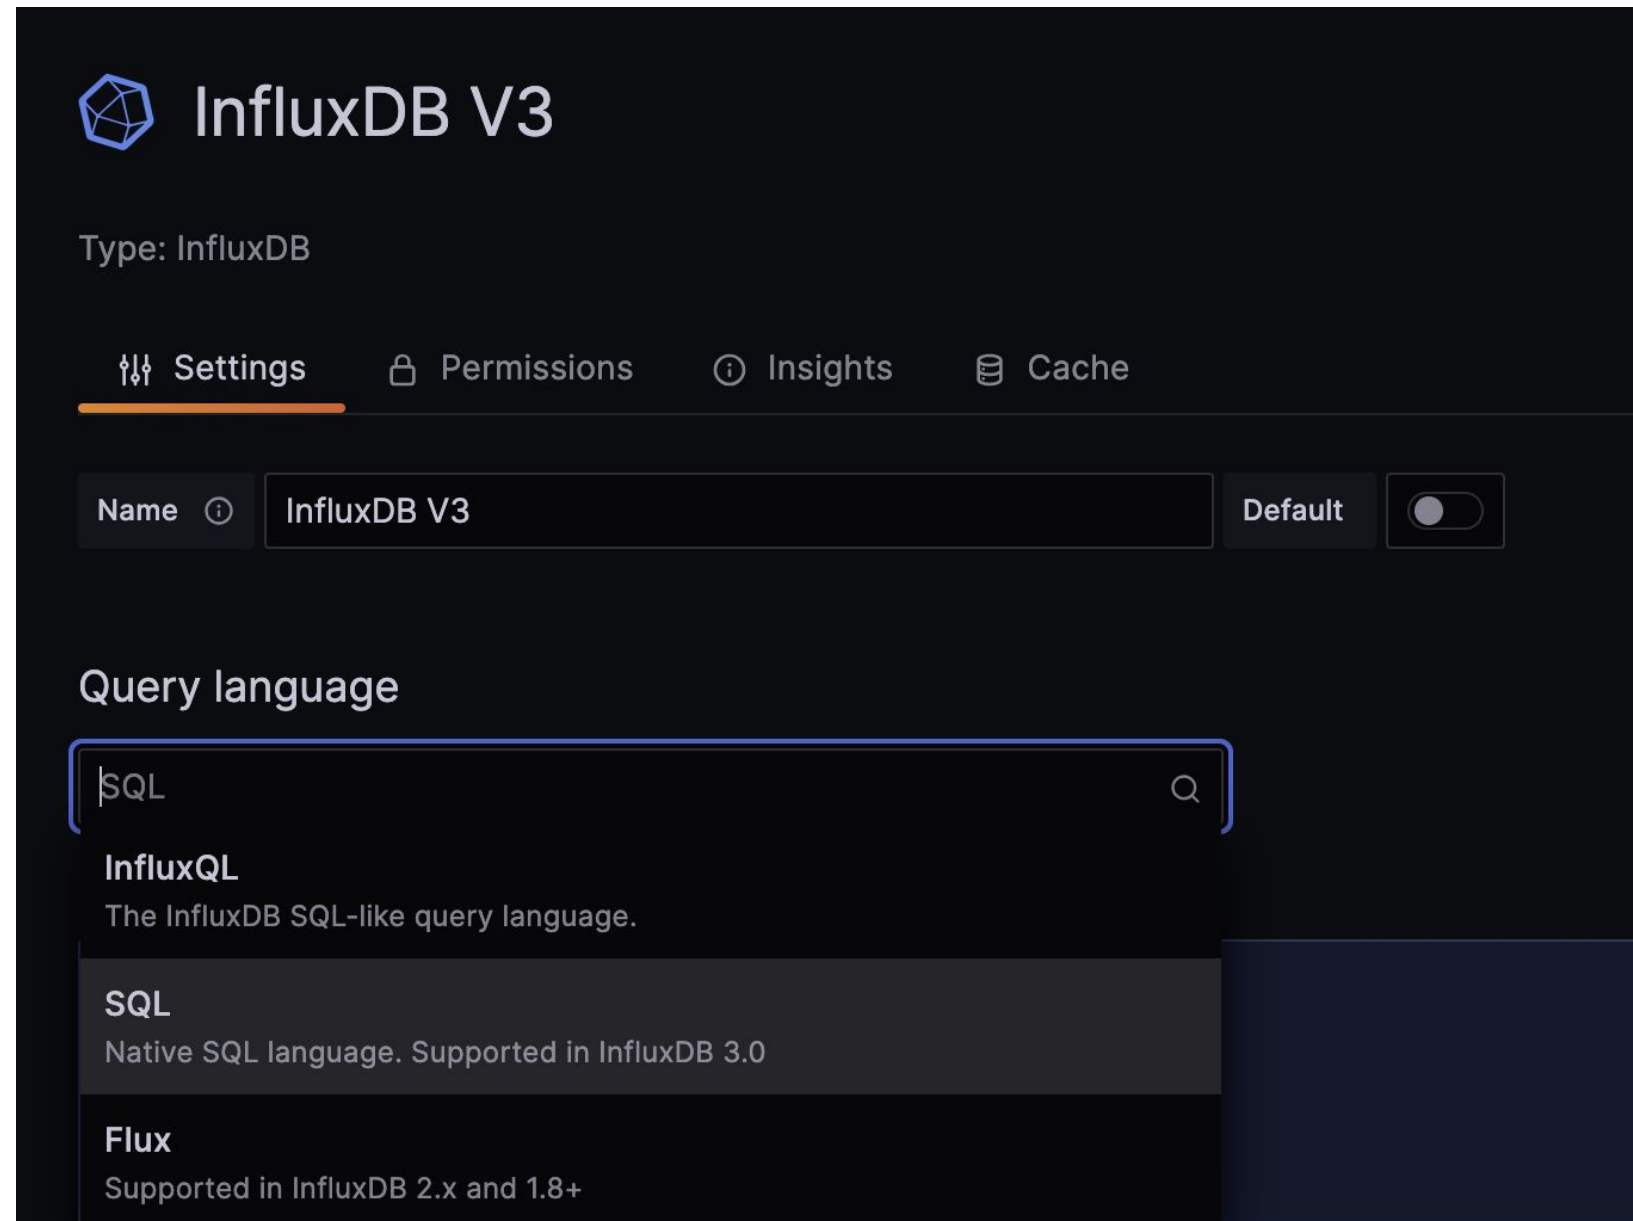 InfluxDB V3
Type: InfluxDB
Settings Permissions Insights Cache
Name InfluxDB V3 Default
Query language
SQL
InfluxQL
The InfluxDB SQL-like query language.
SQL
Native SQL language. Supported in InfluxDB 3.0
Flux
Supported in InfluxDB 2.x and 1.8+